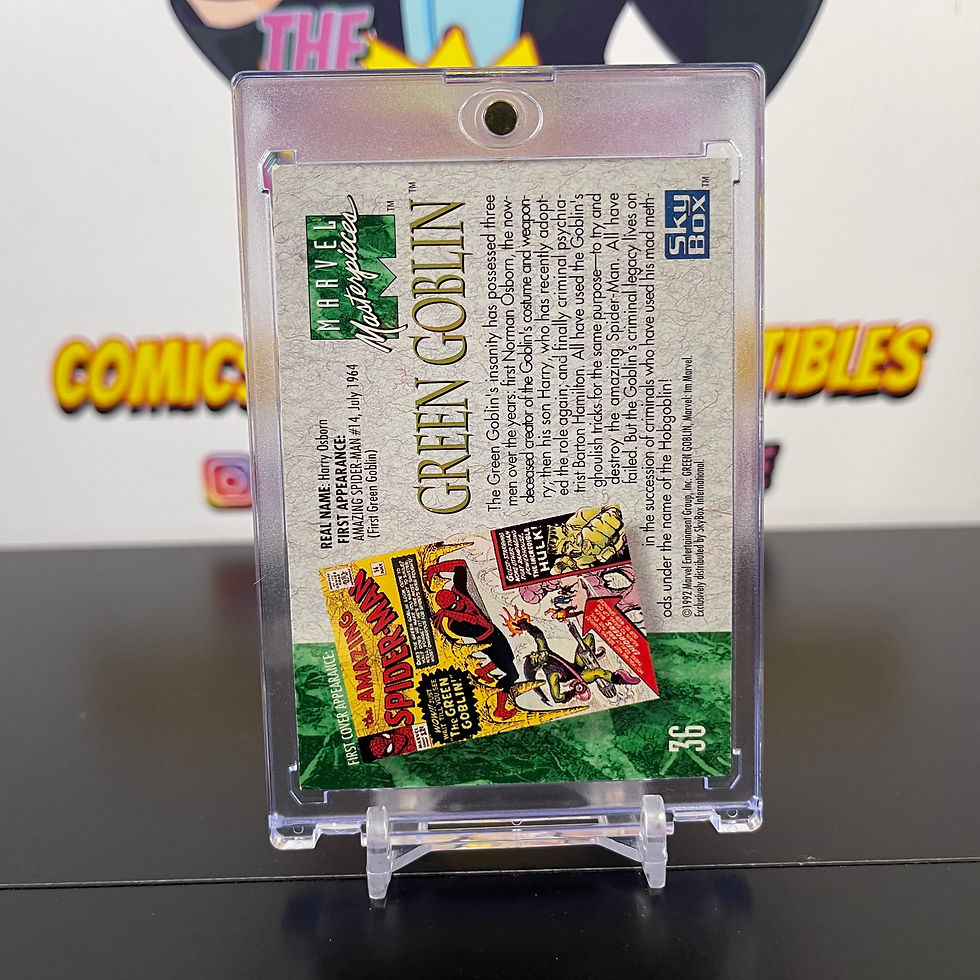 THE
COMICS
TIBLES
MARVEL
Masterpieces™
REAL NAME: Harry Osborn
FIRST APPEARANCE:
AMAZING SPIDER-MAN #14, July 1964
(First Green Goblin)
GREEN GOBLIN™
The Green Goblin's insanity has possessed three
men over the years: first Norman Osborn, the now-
deceased creator of the Goblin's costume and weapon-
ry, then his son Harry, who has recently adopt-
ed the role again; and finally criminal psychia-
trist Barton Hamilton. All have used the Goblin's
ghoulish tricks for the same purpose—to try and
destroy the amazing Spider-Man. All have
failed. But the Goblin's criminal legacy lives on
in the succession of criminals who have used his mad meth-
ods under the name of the Hobgoblin!
©1992 Marvel Entertainment Group, Inc. GREEN GOBLIN, Marvel: tm Marvel.
Exclusively distributed by SkyBox International.
SkyBox™
FIRST COVER APPEARANCE:
the AMAZING
SPIDER-MAN
The GREEN
GOBLIN!
HULK!
36